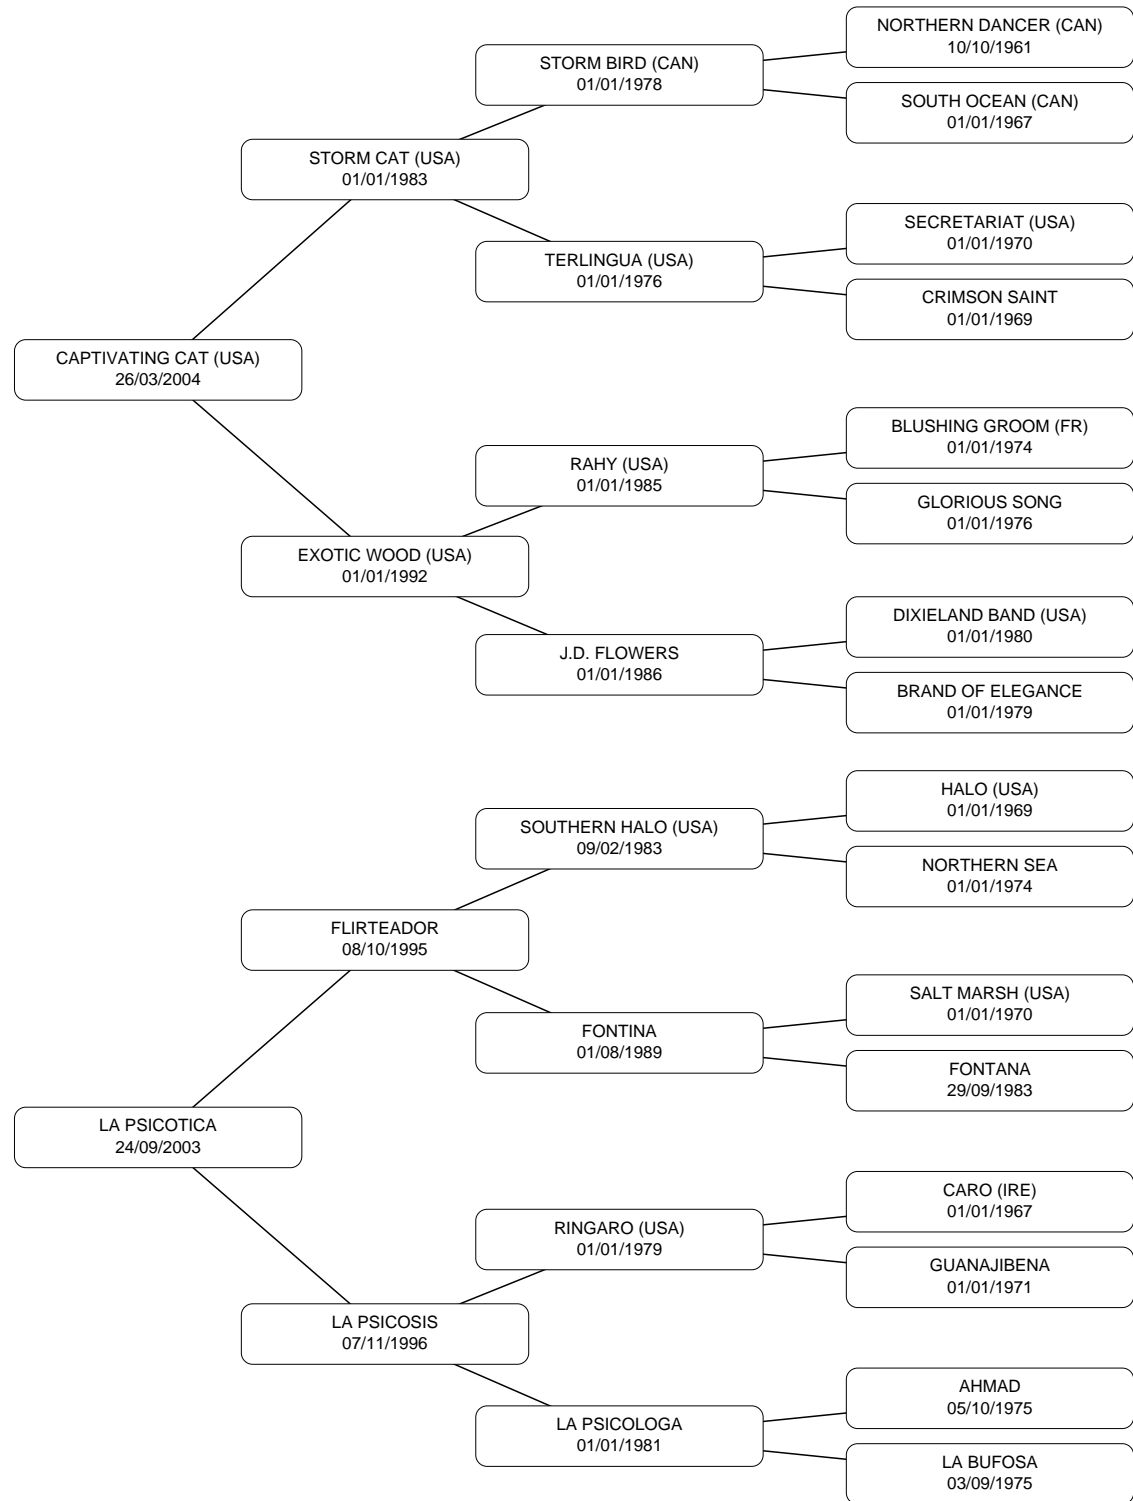 NORTHERN DANCER (CAN)
10/10/1961
STORM BIRD (CAN)
01/01/1978
SOUTH OCEAN (CAN)
01/01/1967
STORM CAT (USA)
01/01/1983
SECRETARIAT (USA)
01/01/1970
TERLINGUA (USA)
01/01/1976
CRIMSON SAINT
01/01/1969
CAPTIVATING CAT (USA)
26/03/2004
BLUSHING GROOM (FR)
01/01/1974
RAHY (USA)
01/01/1985
GLORIOUS SONG
01/01/1976
EXOTIC WOOD (USA)
01/01/1992
DIXIELAND BAND (USA)
01/01/1980
J.D. FLOWERS
01/01/1986
BRAND OF ELEGANCE
01/01/1979
HALO (USA)
01/01/1969
SOUTHERN HALO (USA)
09/02/1983
NORTHERN SEA
01/01/1974
FLIRTEADOR
08/10/1995
SALT MARSH (USA)
01/01/1970
FONTINA
01/08/1989
FONTANA
29/09/1983
LA PSICOTICA
24/09/2003
CARO (IRE)
01/01/1967
RINGARO (USA)
01/01/1979
GUANAJIBENA
01/01/1971
LA PSICOSIS
07/11/1996
AHMAD
05/10/1975
LA PSICOLOGA
01/01/1981
LA BUFOSA
03/09/1975